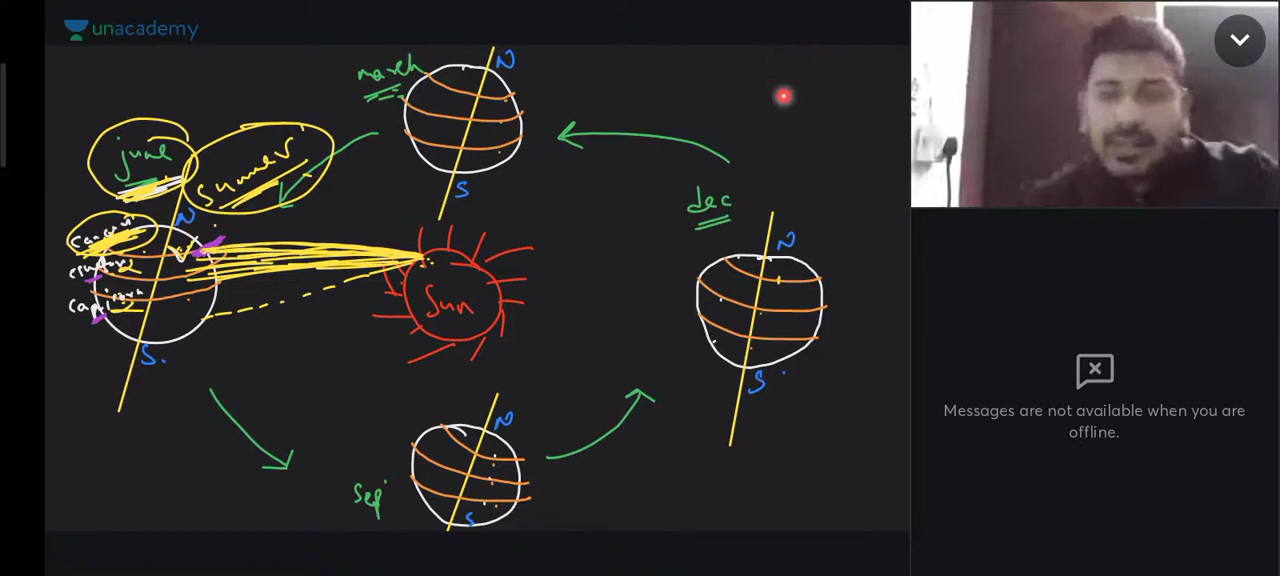 unacademy
march
N
S
june
summer
N
S.
Sun
dec
N
S
Sep
N
S
Messages are not available when you are
offline.